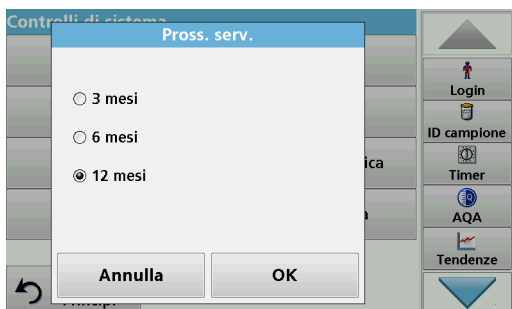 Controlli di sistema
Pross. serv.
3 mesi
6 mesi
12 mesi
Annulla
OK
Login
ID campione
Timer
AQA
Tendenze